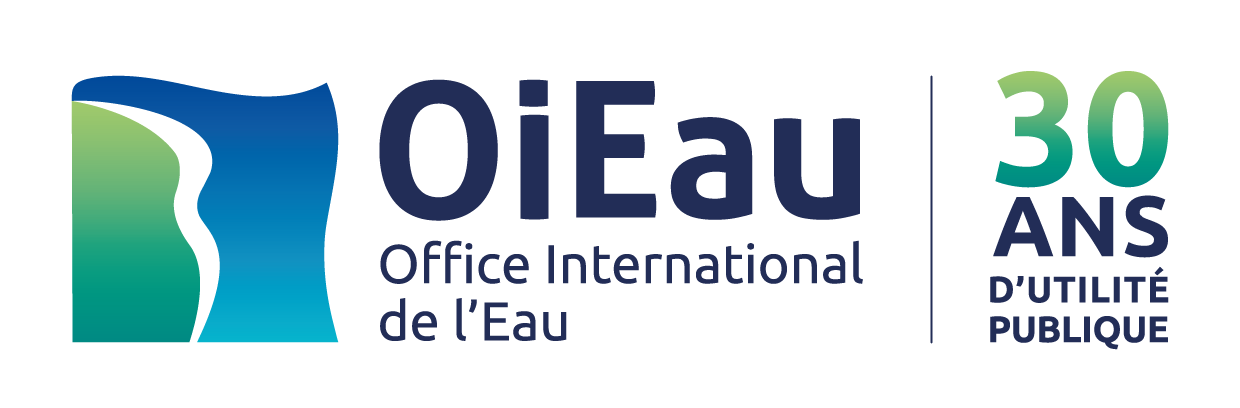 OiEau
Office International
de l'Eau
30
ANS
D'UTILITÉ
PUBLIQUE